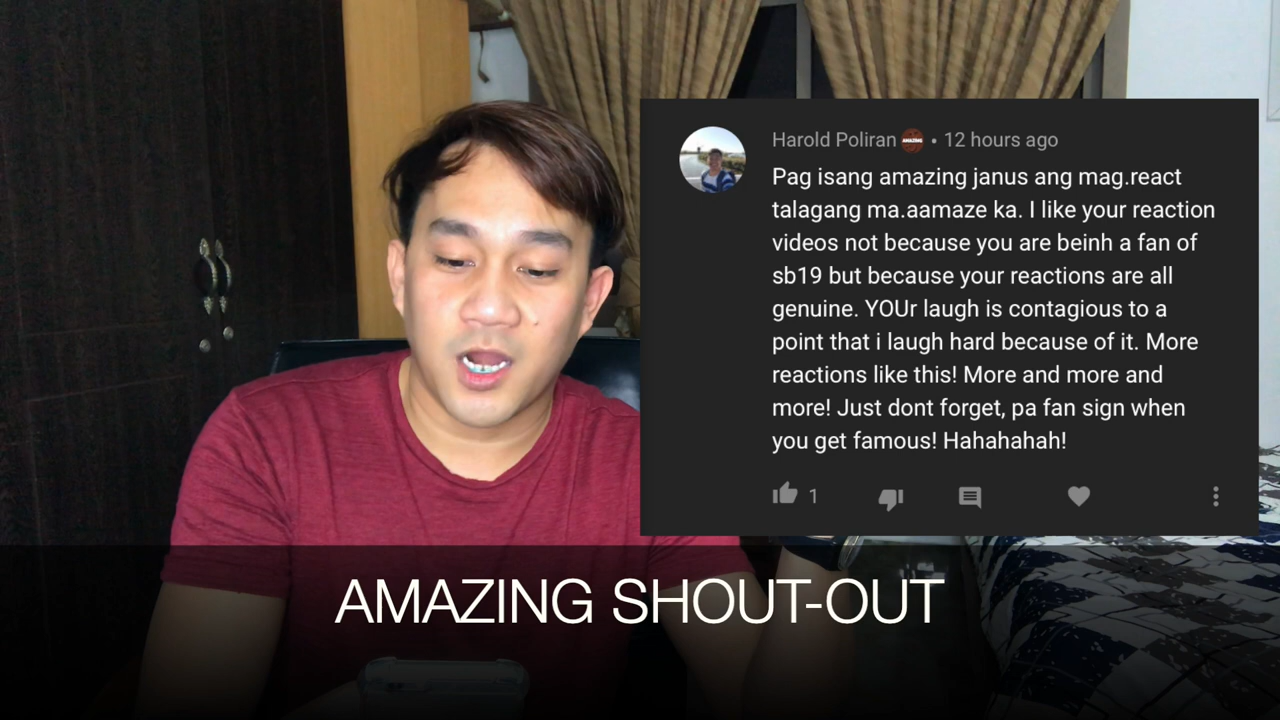 Harold Poliran AMAZING • 12 hours ago
Pag isang amazing janus ang mag.react
talagang ma.aamaze ka. I like your reaction
videos not because you are beinh a fan of
sb19 but because your reactions are all
genuine. YOUr laugh is contagious to a
point that i laugh hard because of it. More
reactions like this! More and more and
more! Just dont forget, pa fan sign when
you get famous! Hahahahah!
1
AMAZING SHOUT-OUT